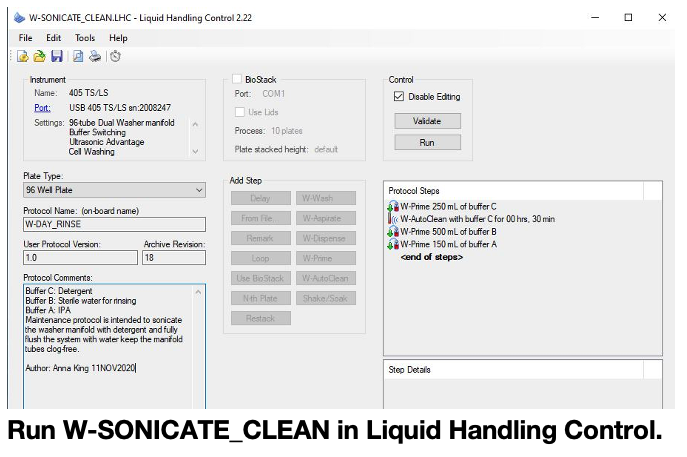 W-SONICATE_CLEAN.LHC - Liquid Handling Control 2.22
File Edit Tools Help
Instrument
Name: 405 TS/LS
Port: USB 405 TS/LS sn:2008247
Settings: 96-tube Dual Washer manifold
Buffer Switching
Ultrasonic Advantage
Cell Washing
BioStack
Port: COM1
Use Lids
Process: 10 plates
Plate stacked height: default
Control
Disable Editing
Validate
Run
Plate Type:
96 Well Plate
Protocol Name: (on-board name)
W-DAY_RINSE
User Protocol Version: Archive Revision:
1.0 18
Protocol Comments:
Buffer C: Detergent
Buffer B: Sterile water for rinsing
Buffer A: IPA
Maintenance protocol is intended to sonicate
the washer manifold with detergent and fully
flush the system with water keep the manifold
tubes clog-free.
Author: Anna King 11NOV2020
Add Step
Delay W-Wash
From File W-Aspirate
Remark W-Dispense
Loop W-Prime
Use BioStack W-AutoClean
N-th Plate Shake/Soak
Restack
Protocol Steps
W-Prime 250 mL of buffer C
W-AutoClean with buffer C for 00 hrs, 30 min
W-Prime 500 mL of buffer B
W-Prime 150 mL of buffer A
<end of steps>
Step Details
Run W-SONICATE_CLEAN in Liquid Handling Control.